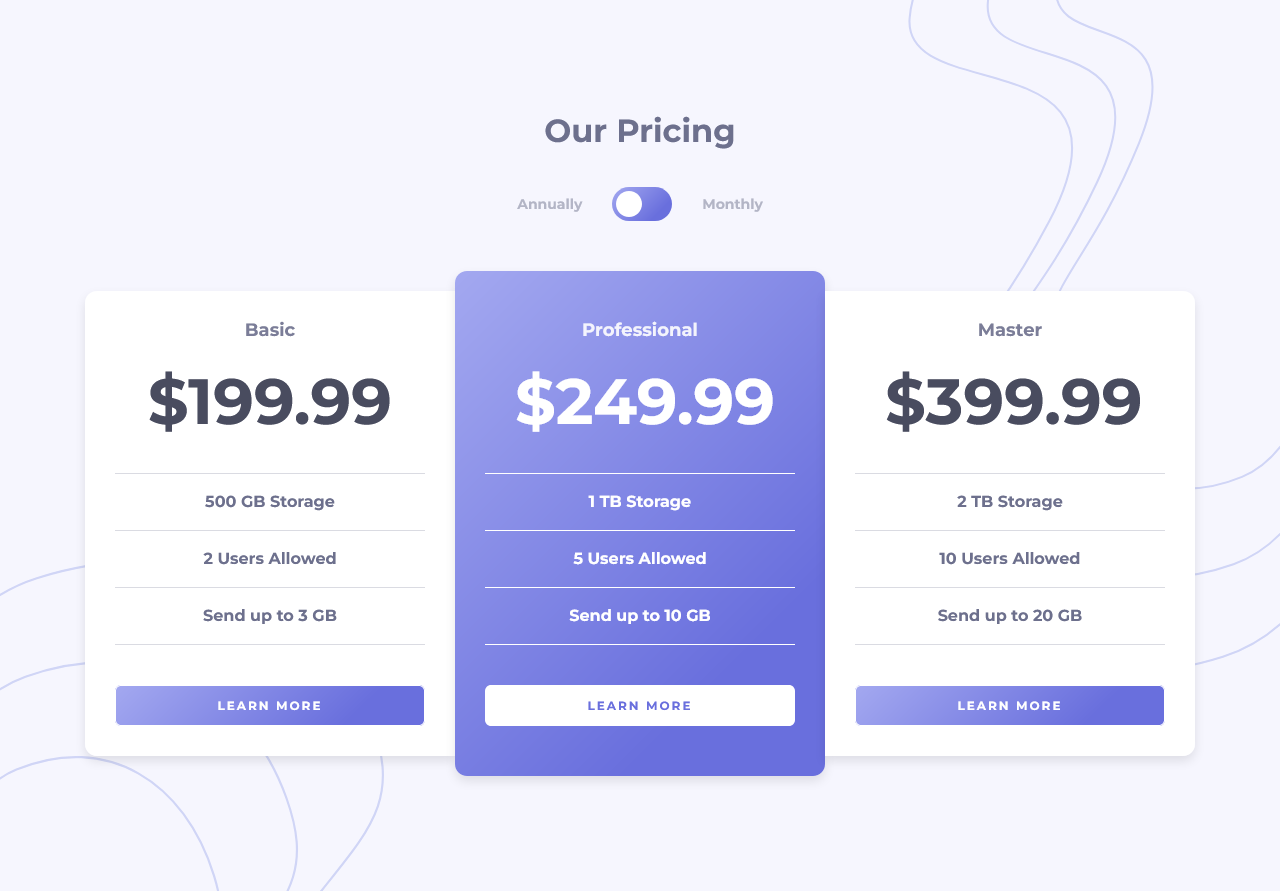 Our Pricing
Annually
Monthly
Basic
$199.99
500 GB Storage
2 Users Allowed
Send up to 3 GB
LEARN MORE
Professional
$249.99
1 TB Storage
5 Users Allowed
Send up to 10 GB
LEARN MORE
Master
$399.99
2 TB Storage
10 Users Allowed
Send up to 20 GB
LEARN MORE